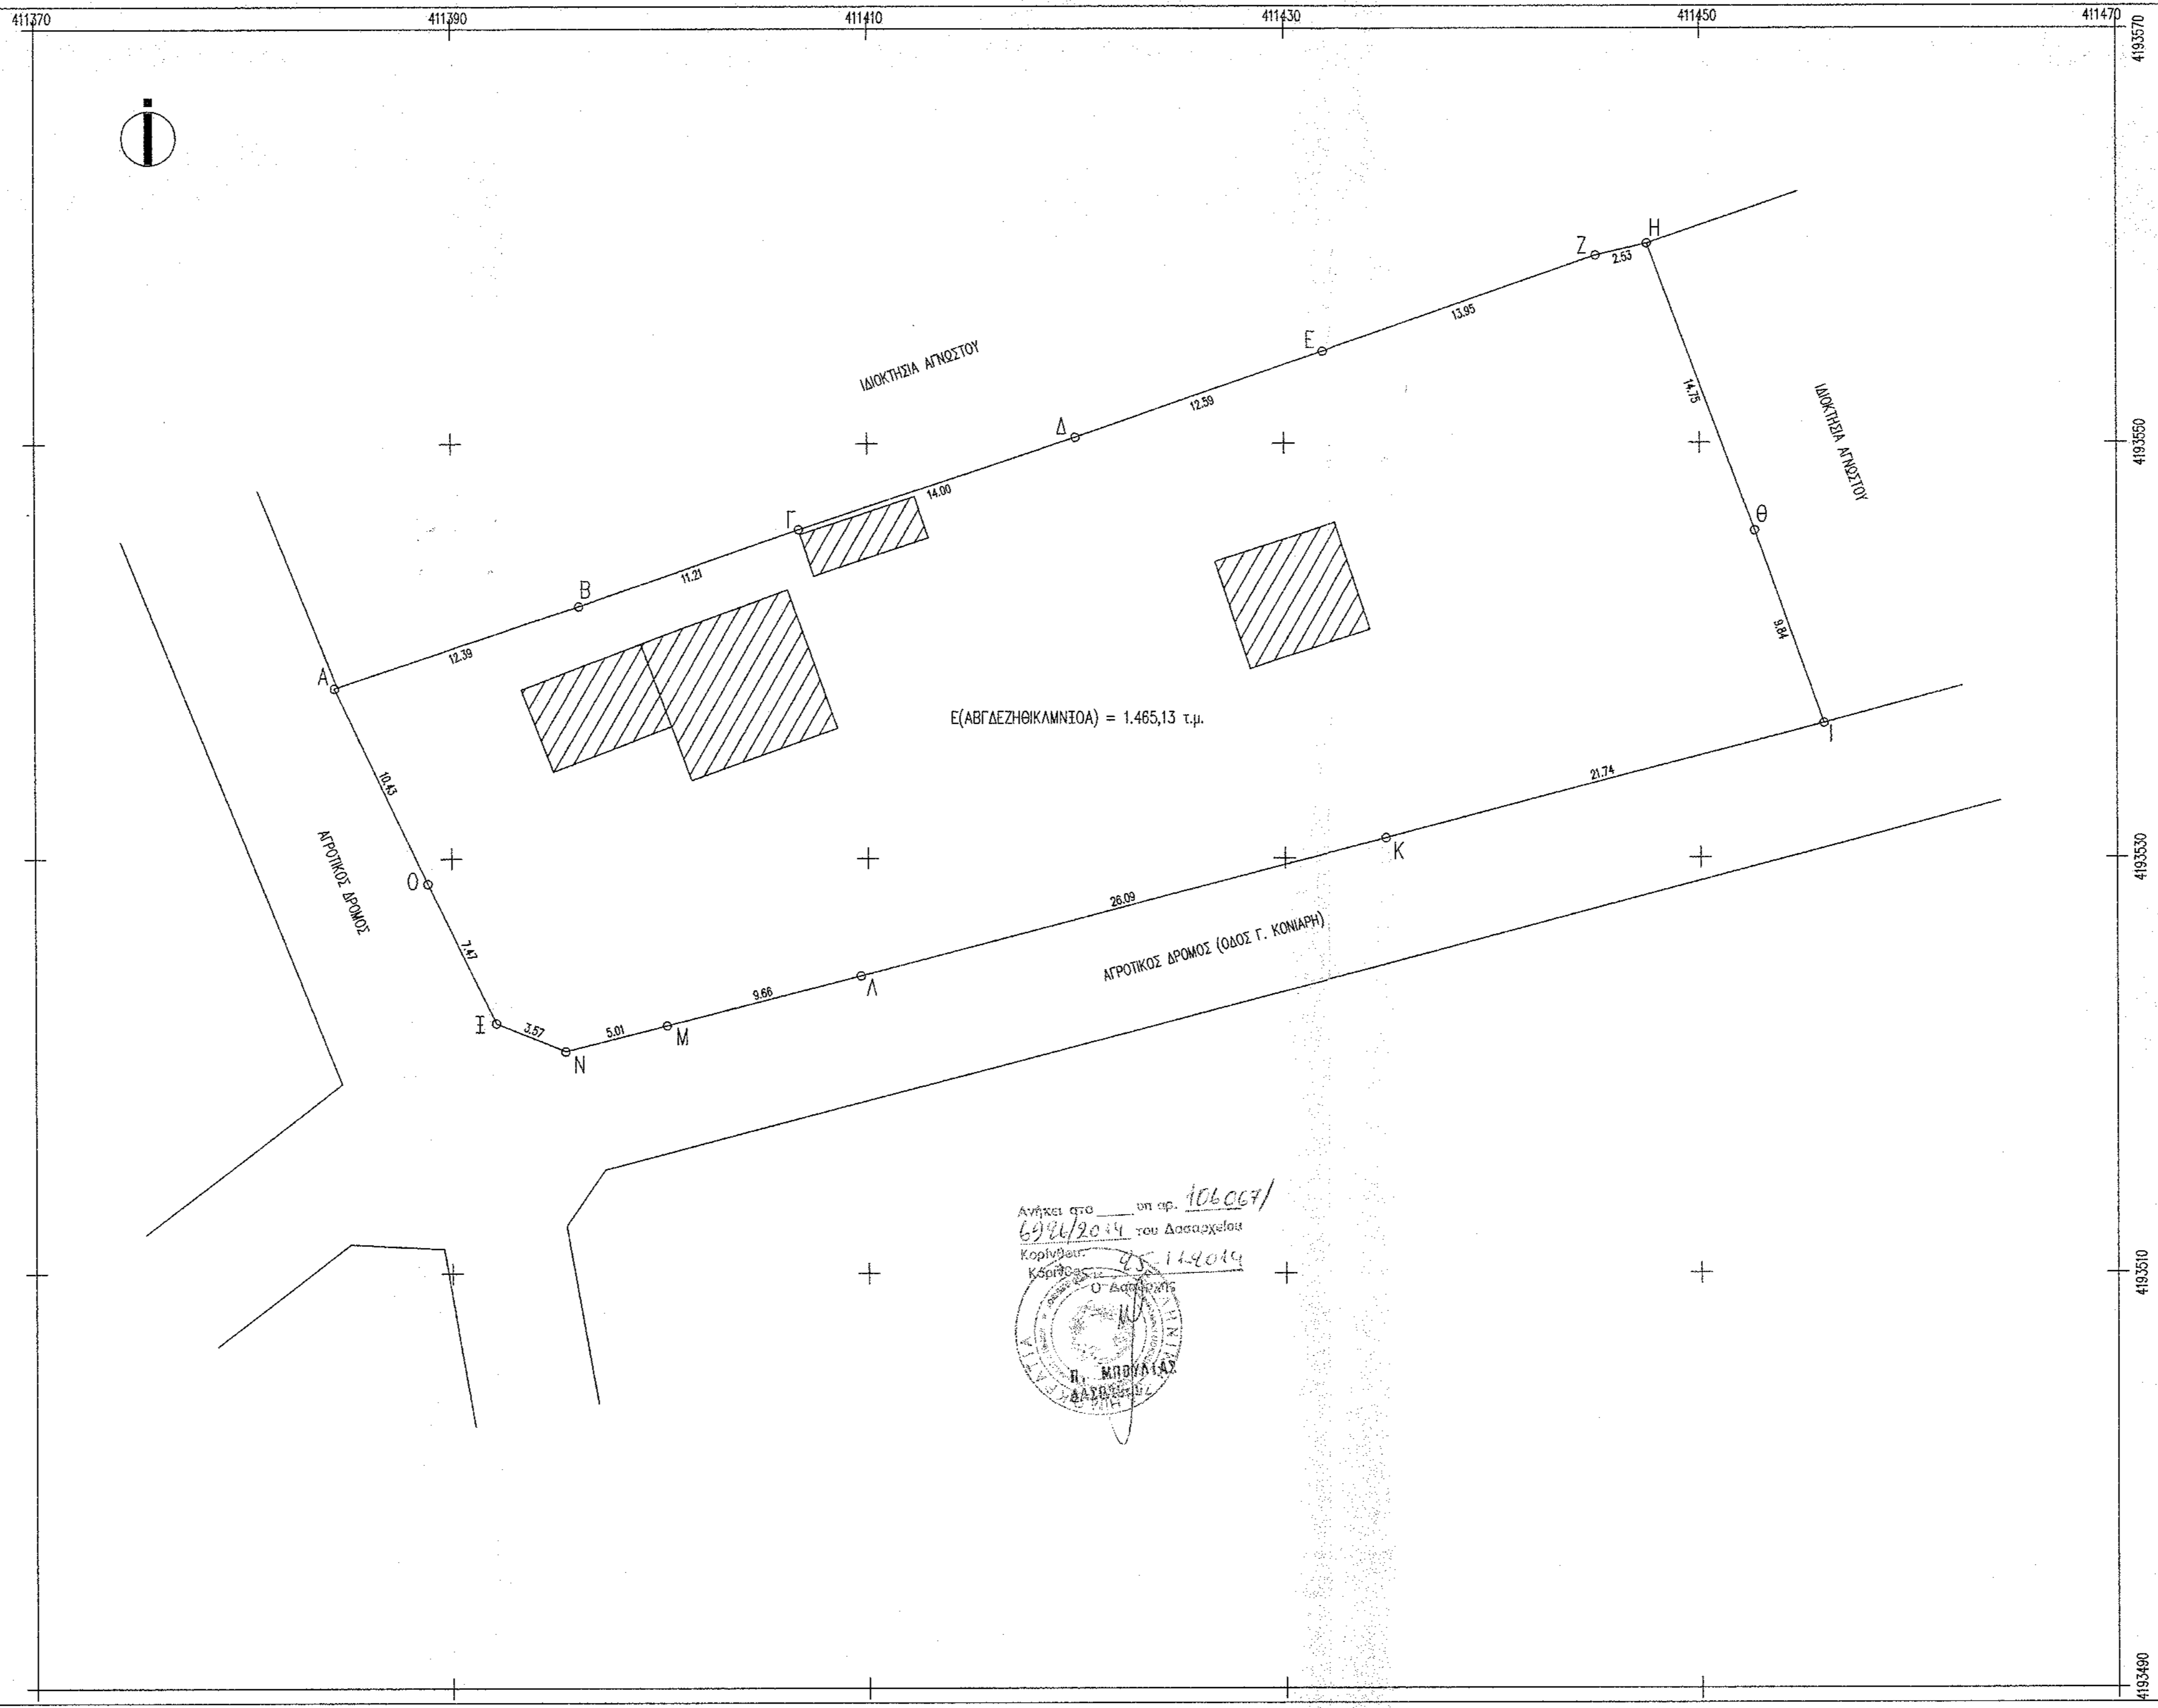 411370
411390
411410
411430
411450
411470
4193570
H
Z
2.53
E
13.95
ΙΔΙΟΚΤΗΣΙΑ ΑΓΝΩΣΤΟΥ
14.75
ΙΔΙΟΚΤΗΣΙΑ ΑΓΝΩΣΤΟΥ
12.59
Δ
4193550
14.00
Γ
Θ
11.21
B
9.84
12.39
A
E(ΑΒΓΔΕΖΗΘΙΚΛΜΝΞΟΑ) = 1.465,13 τ.μ.
I
21.74
10.43
K
4193530
ΑΓΡΟΤΙΚΟΣ ΔΡΟΜΟΣ
O
26.09
ΑΓΡΟΤΙΚΟΣ ΔΡΟΜΟΣ (ΟΔΟΣ Γ. ΚΟΝΙΑΡΗ)
7.47
Λ
9.66
Ξ
3.57
5.01
M
N
Ανήκει στο ____ υπ αρ. 106067/
του Δασαρχείου
4193510
Ο Δασάρχης
Π. ΜΠΟΥΛΙΑΣ
4193490